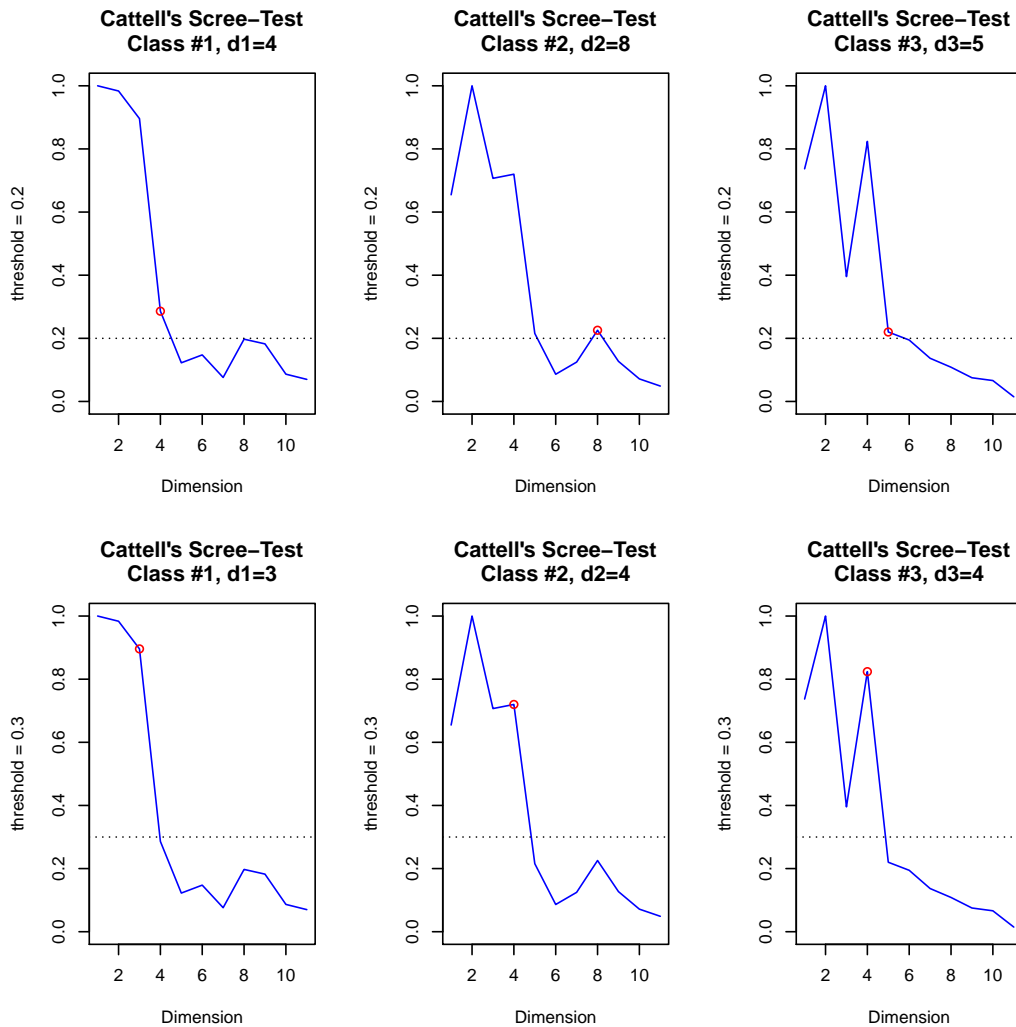 Cattell's Scree−Test
Class #1, d1=4
Cattell's Scree−Test
Class #2, d2=8
Cattell's Scree−Test
Class #3, d3=5
threshold = 0.2
1.0
0.8
0.6
0.4
0.2
0.0
2 4 6 8 10
Dimension
threshold = 0.2
1.0
0.8
0.6
0.4
0.2
0.0
2 4 6 8 10
Dimension
threshold = 0.2
1.0
0.8
0.6
0.4
0.2
0.0
2 4 6 8 10
Dimension
Cattell's Scree−Test
Class #1, d1=3
Cattell's Scree−Test
Class #2, d2=4
Cattell's Scree−Test
Class #3, d3=4
threshold = 0.3
1.0
0.8
0.6
0.4
0.2
0.0
2 4 6 8 10
Dimension
threshold = 0.3
1.0
0.8
0.6
0.4
0.2
0.0
2 4 6 8 10
Dimension
threshold = 0.3
1.0
0.8
0.6
0.4
0.2
0.0
2 4 6 8 10
Dimension